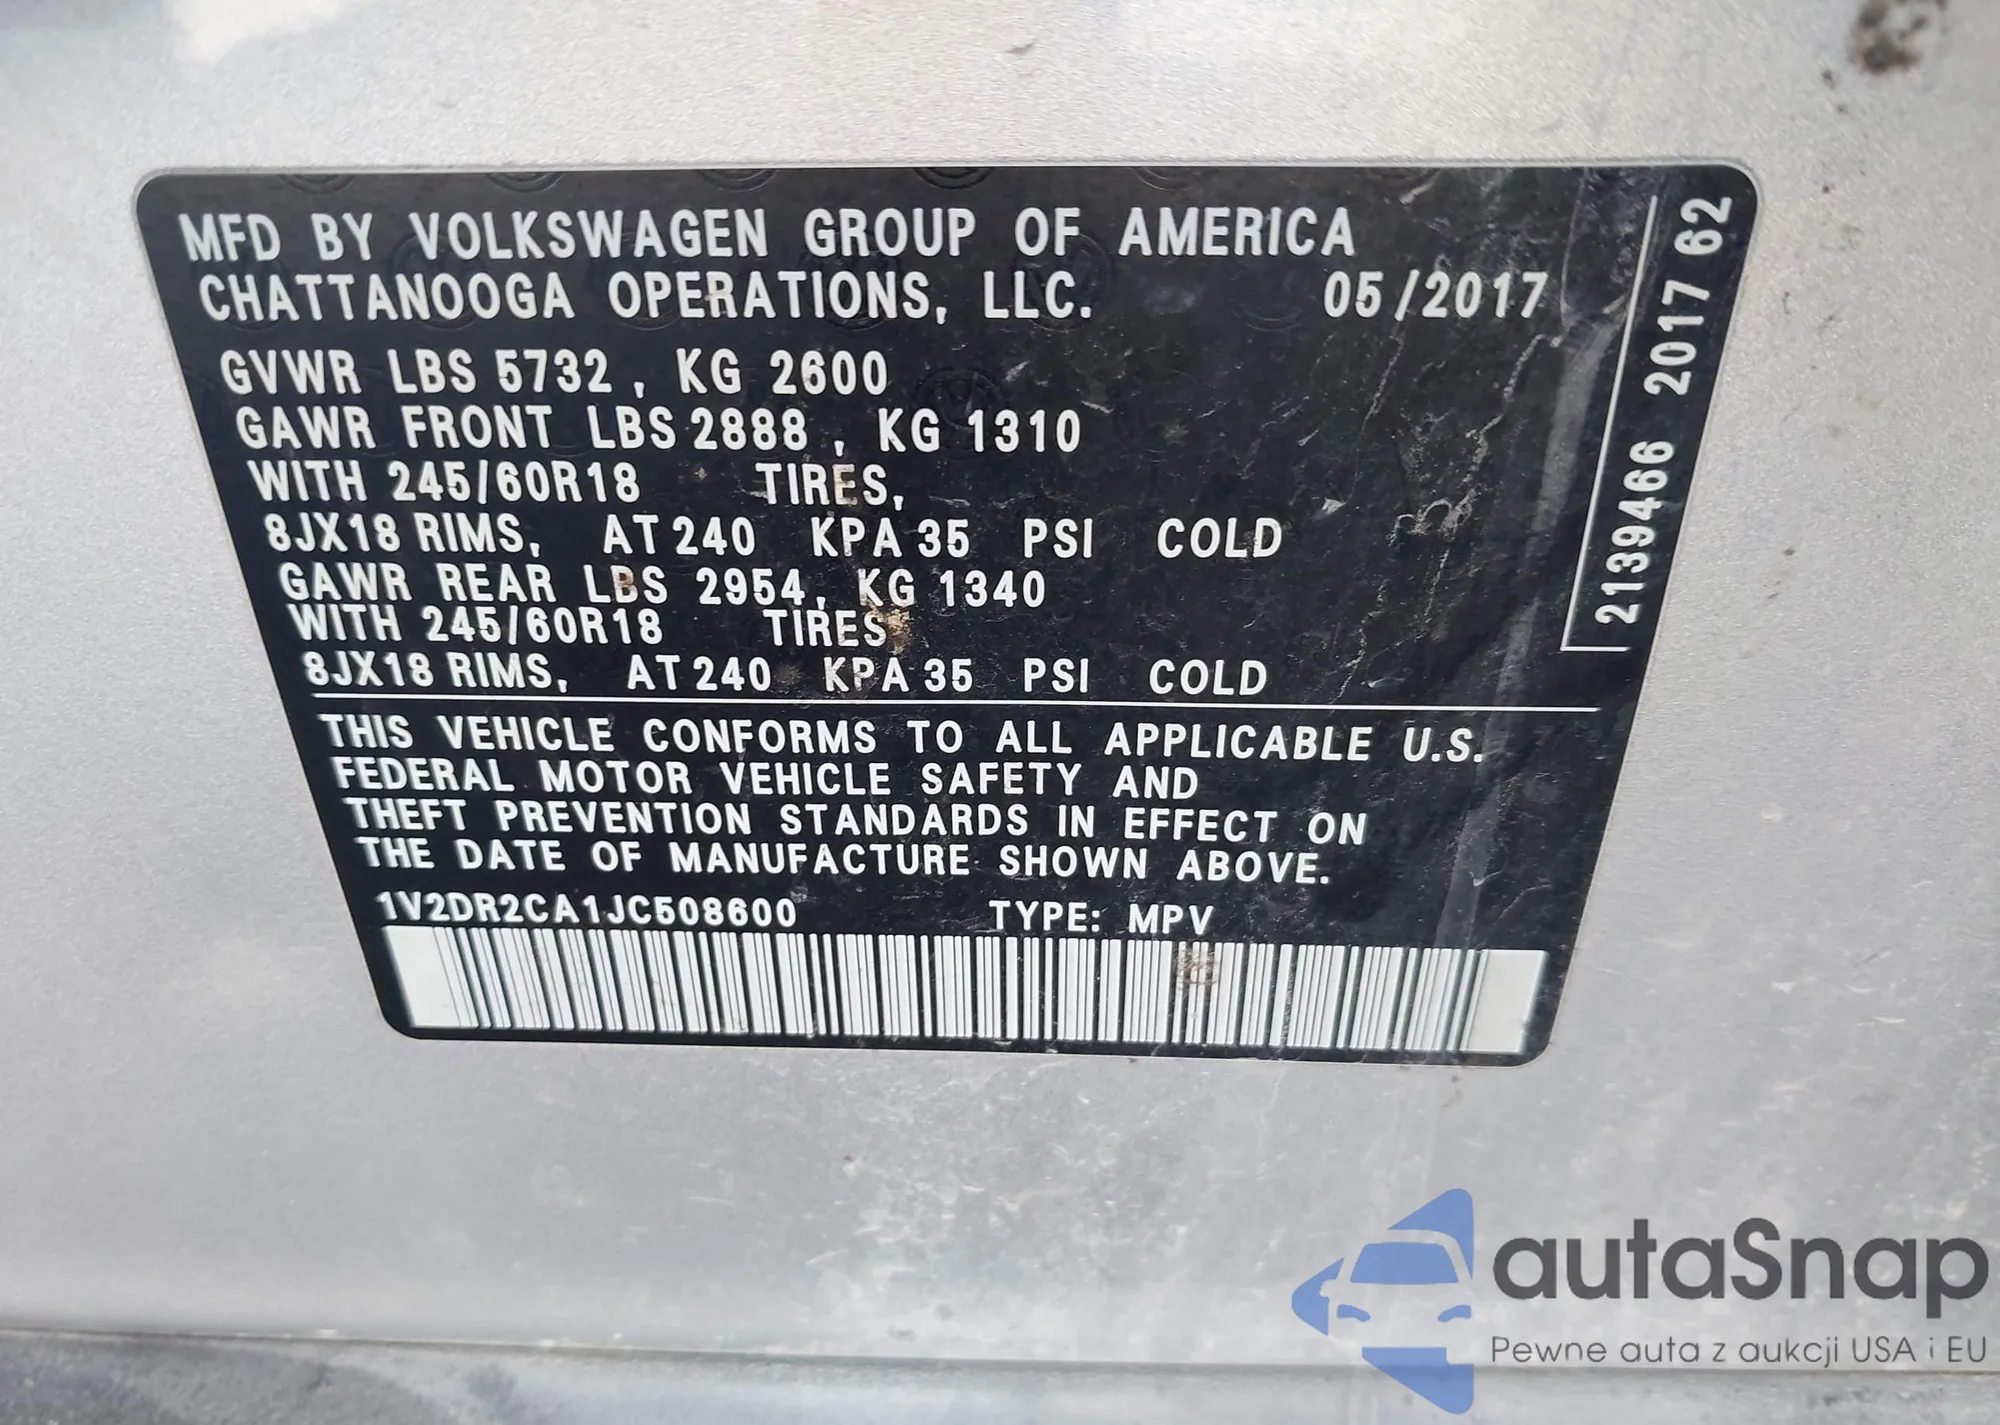 MFD BY VOLKSWAGEN GROUP OF AMERICA
CHATTANOOGA OPERATIONS, LLC. 05/2017
GVWR LBS 5732, KG 2600
GAWR FRONT LBS 2888, KG 1310
WITH 245/60R18 TIRES,
8JX18 RIMS, AT 240 KPA 35 PSI COLD
GAWR REAR LBS 2954, KG 1340
WITH 245/60R18 TIRES
8JX18 RIMS, AT 240 KPA 35 PSI COLD
THIS VEHICLE CONFORMS TO ALL APPLICABLE U.S.
FEDERAL MOTOR VEHICLE SAFETY AND
THEFT PREVENTION STANDARDS IN EFFECT ON
THE DATE OF MANUFACTURE SHOWN ABOVE.
1V2DR2CA1JC508600 TYPE: MPV
2139466 2017 62
autaSnap
Pewne auta z aukcji USA i EU